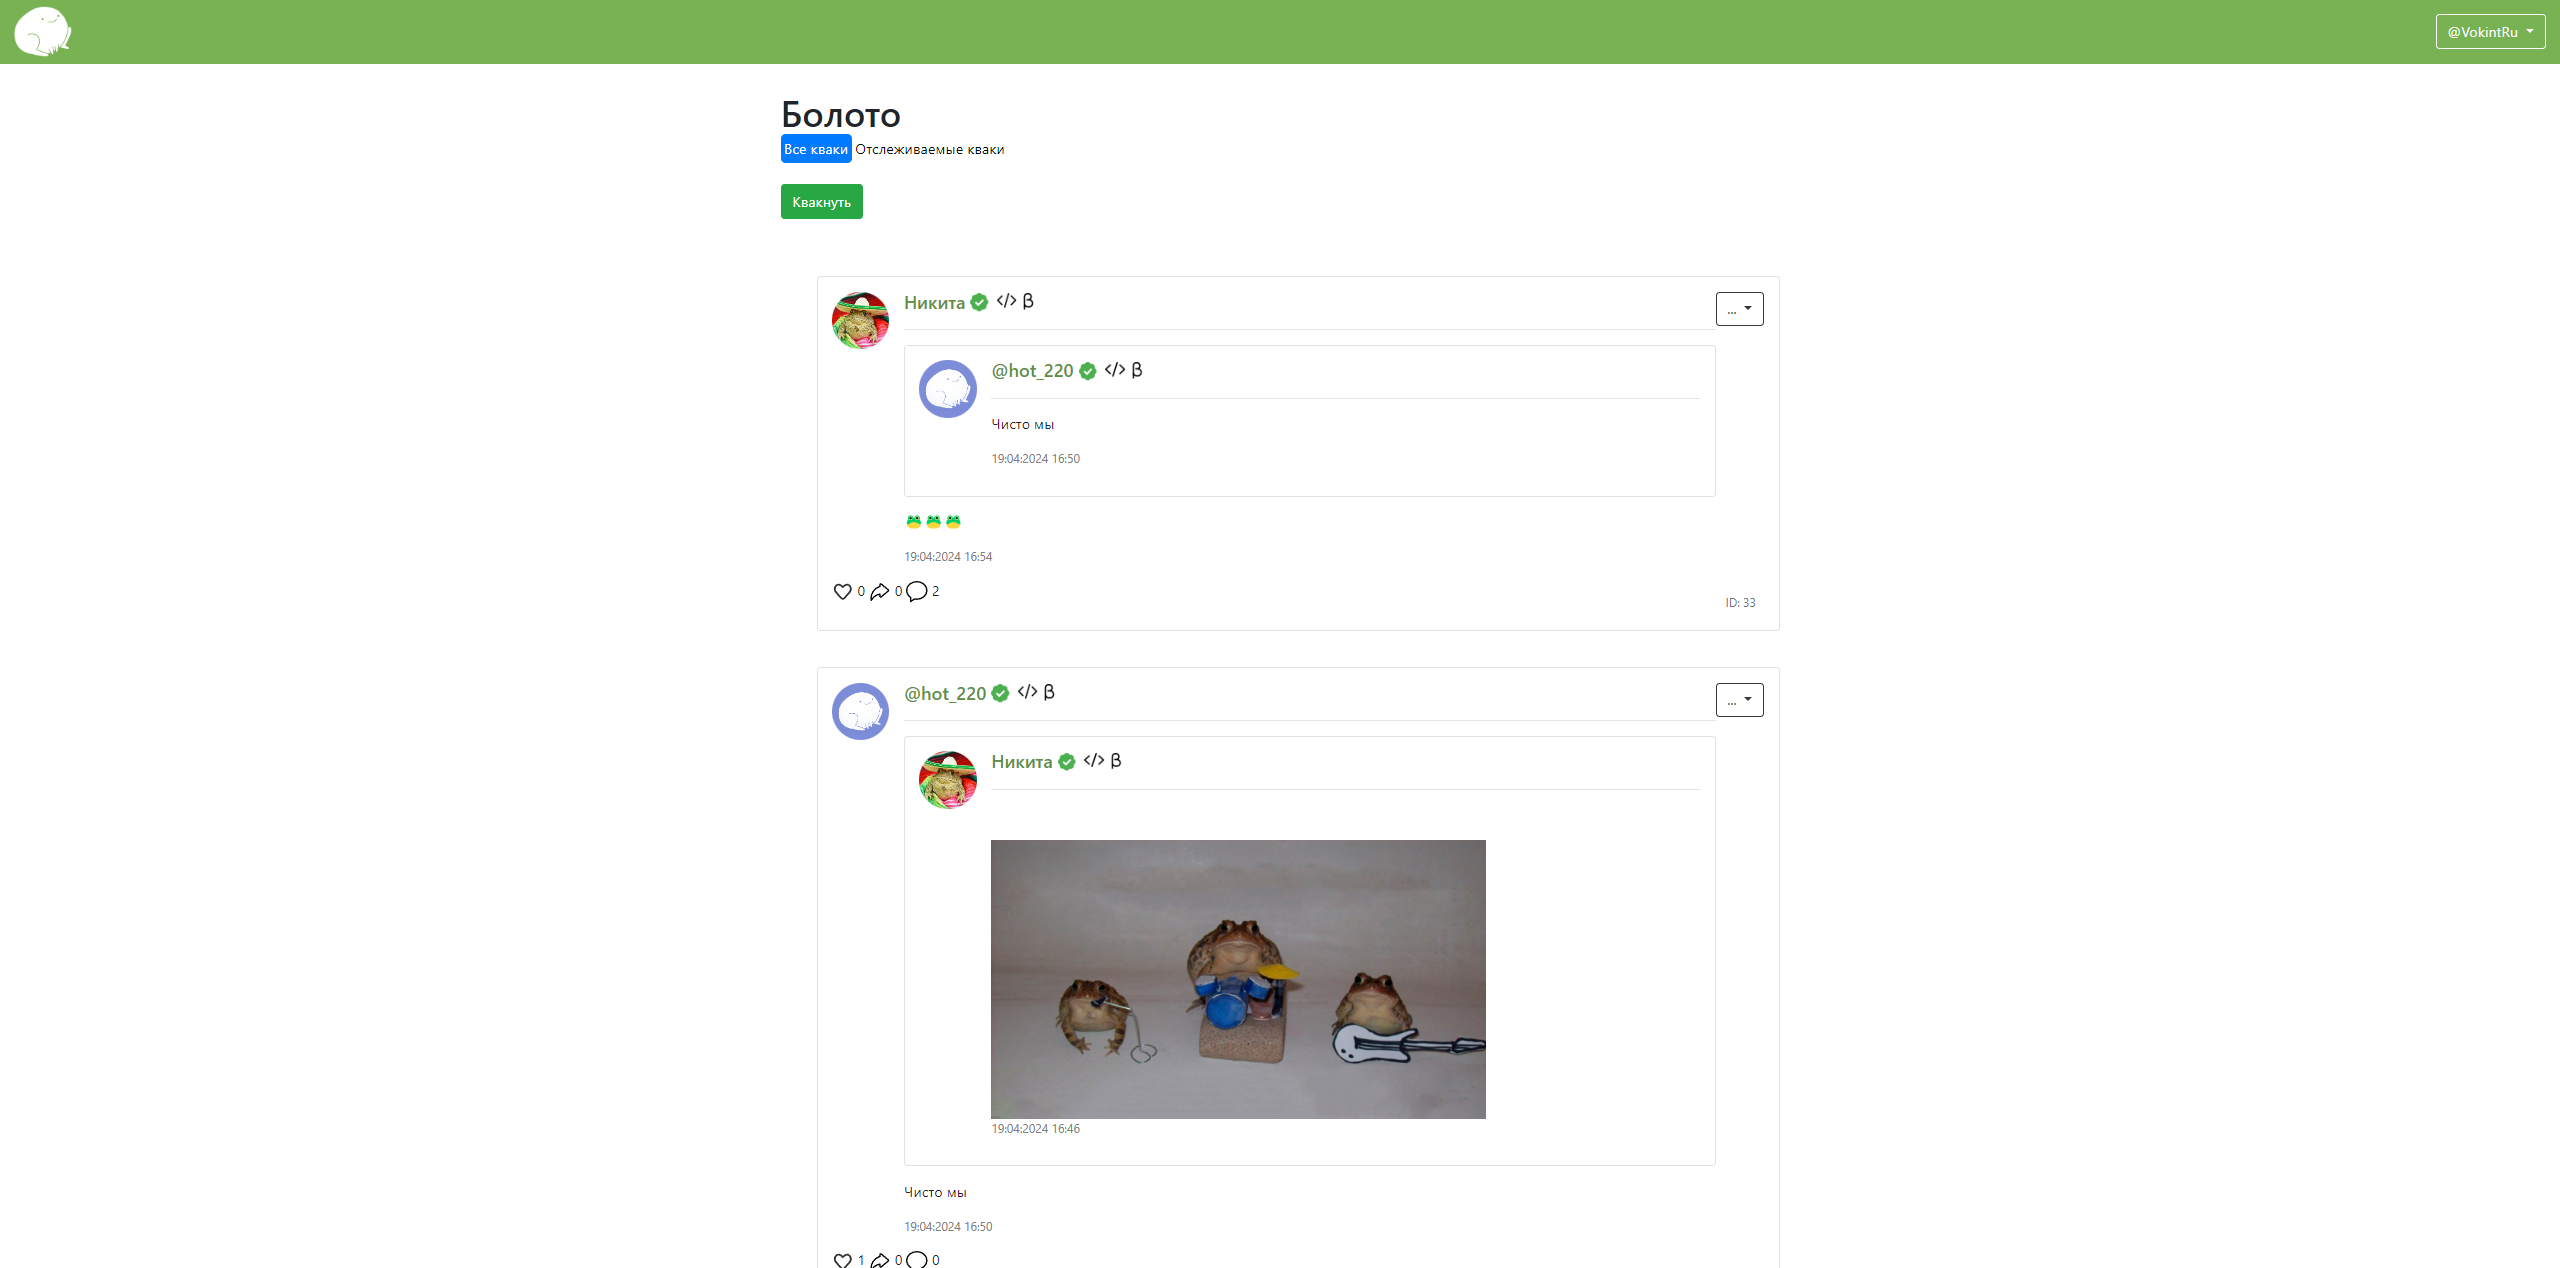 @VokintRu
Болото
Все кваки Отслеживаемые кваки
Квакнуть
Никита </> β
...
@hot_220 </> β
Чисто мы
19:04:2024 16:50
🐸🐸🐸
19:04:2024 16:54
0 0 2
ID: 33
@hot_220 </> β
...
Никита </> β
19:04:2024 16:46
Чисто мы
19:04:2024 16:50
1 0 0